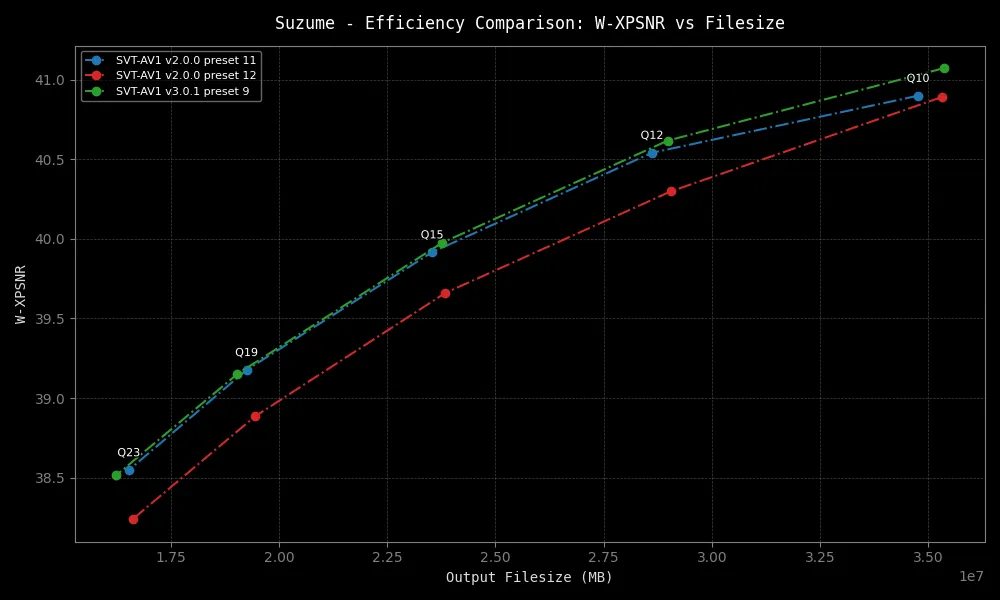 Suzume - Efficiency Comparison: W-XPSNR vs Filesize
SVT-AV1 v2.0.0 preset 11
SVT-AV1 v2.0.0 preset 12
SVT-AV1 v3.0.1 preset 9
41.0
40.5
40.0
39.5
39.0
38.5
W-XPSNR
Q10
Q12
Q15
Q19
Q23
1.75 2.00 2.25 2.50 2.75 3.00 3.25 3.50
1e7
Output Filesize (MB)